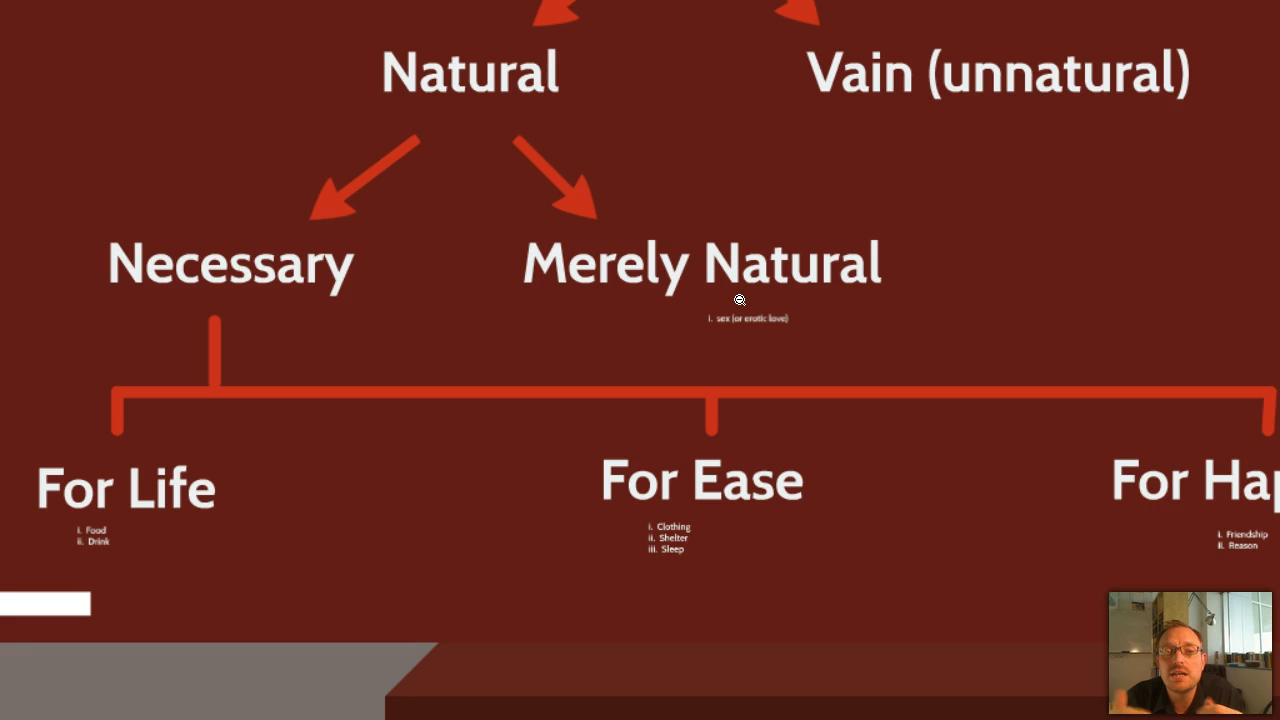 Natural
Vain (unnatural)
Necessary
Merely Natural
i. sex (or erotic love)
For Life
i. Food
ii. Drink
For Ease
i. Clothing
ii. Shelter
iii. Sleep
For Hap
i. Friendship
ii. Reason